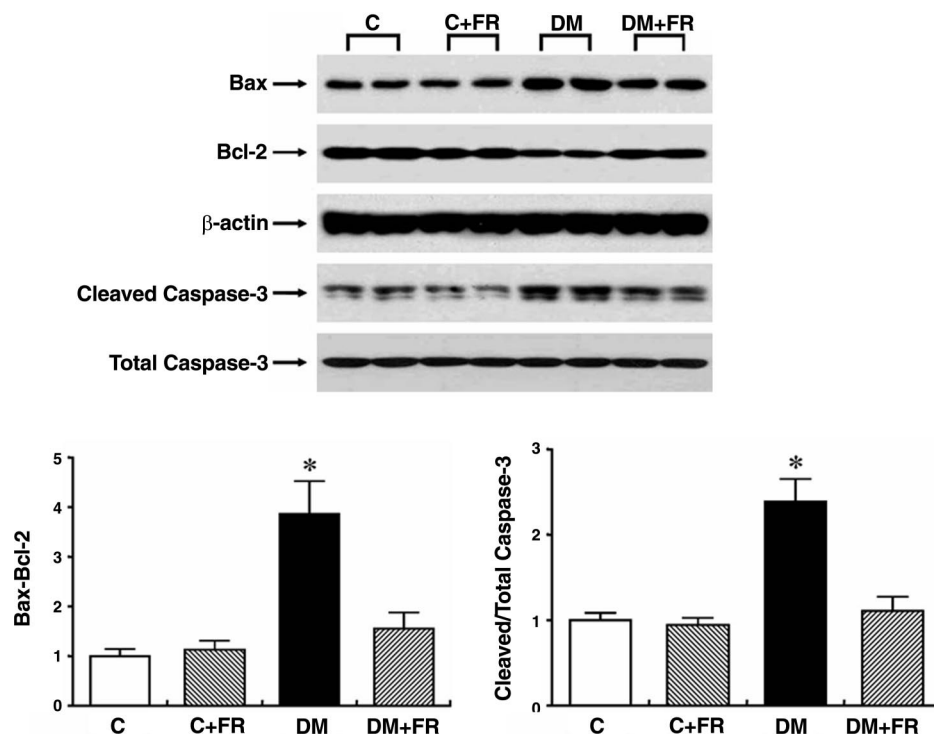 C C+FR DM DM+FR
Bax
Bcl-2
β-actin
Cleaved Caspase-3
Total Caspase-3
Bax-Bcl-2
5
4
3
2
1
0
*
C C+FR DM DM+FR
Cleaved/Total Caspase-3
3
2
1
0
*
C C+FR DM DM+FR